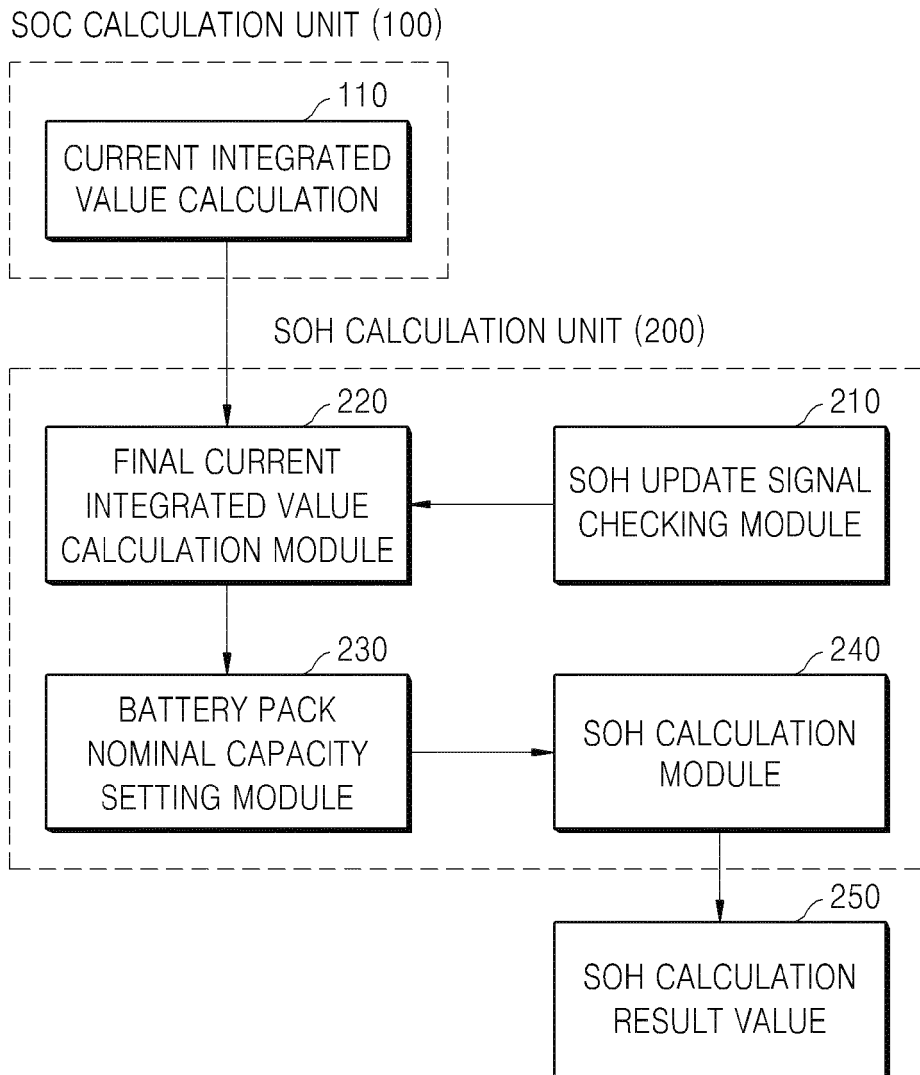 SOC CALCULATION UNIT (100)
110
CURRENT INTEGRATED
VALUE CALCULATION
SOH CALCULATION UNIT (200)
220
FINAL CURRENT
INTEGRATED VALUE
CALCULATION MODULE
210
SOH UPDATE SIGNAL
CHECKING MODULE
230
BATTERY PACK
NOMINAL CAPACITY
SETTING MODULE
240
SOH CALCULATION
MODULE
250
SOH CALCULATION
RESULT VALUE